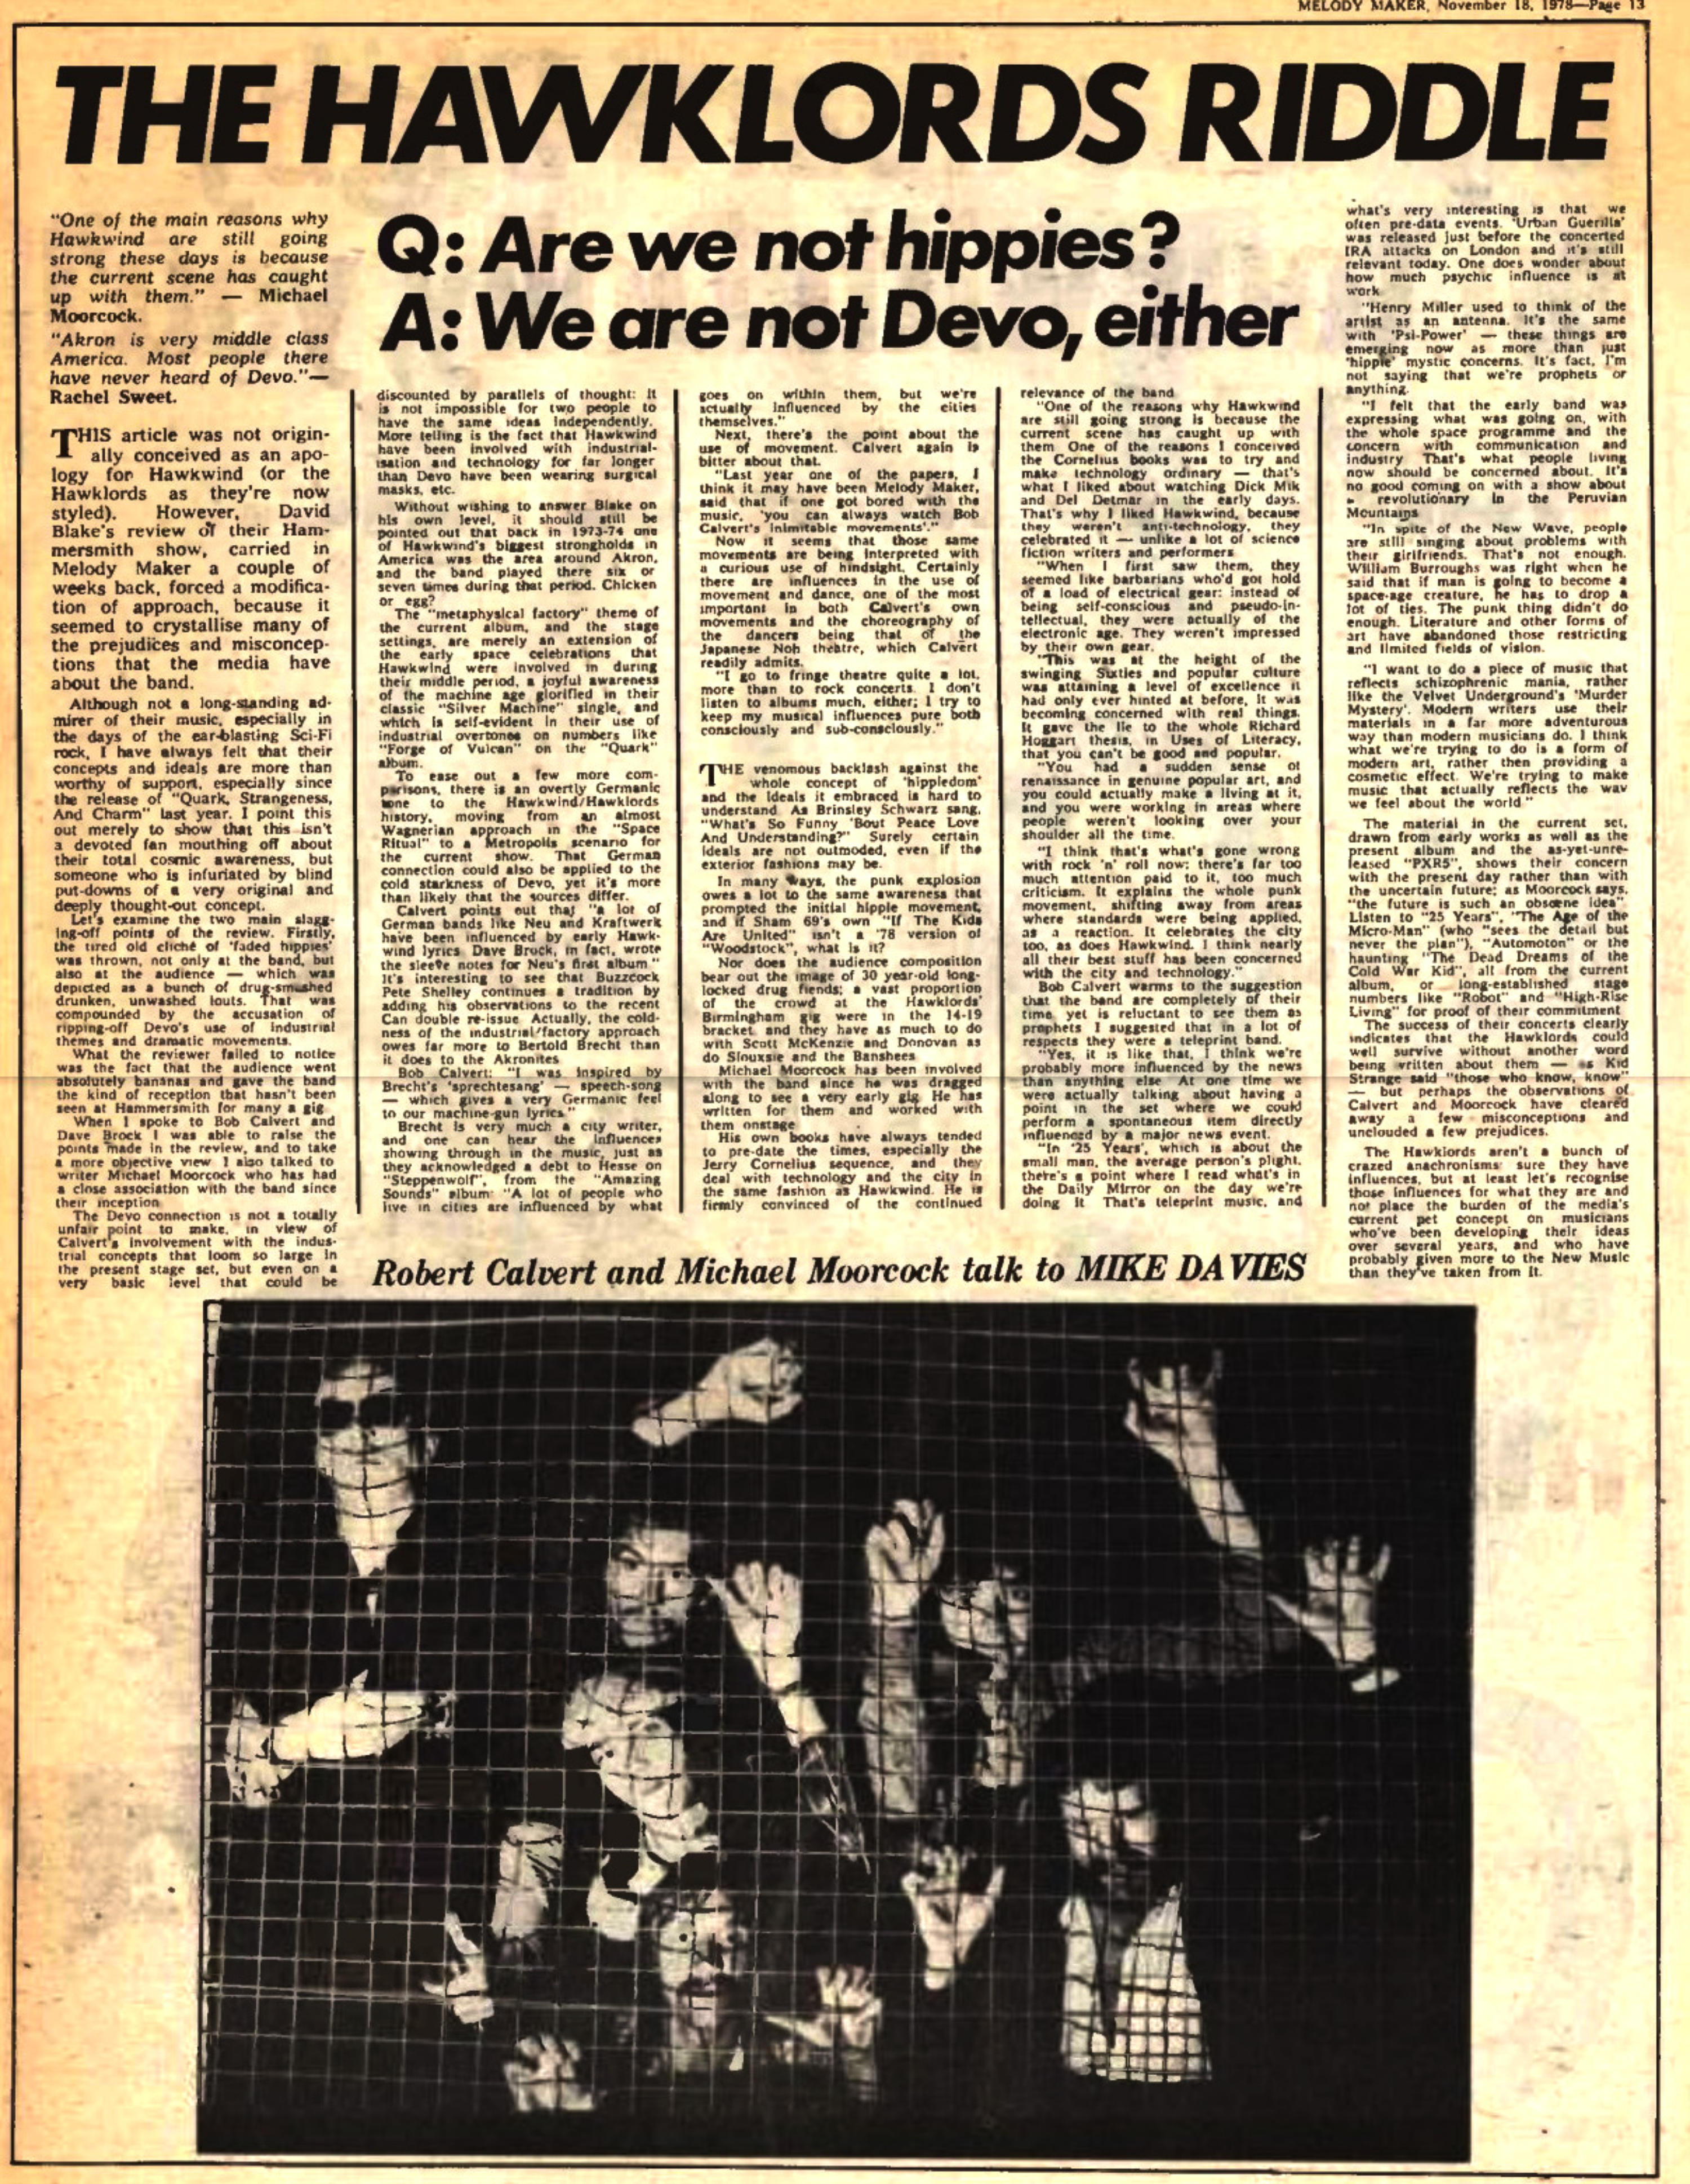 MELODY MAKER, November 18, 1978—Page 13
THE HAWKLORDS RIDDLE
Q: Are we not hippies?
A: We are not Devo, either
"One of the main reasons why
Hawkwind are still going
strong these days is because
the current scene has caught
up with them." — Michael
Moorcock.
"Akron is very middle class
America. Most people there
have never heard of Devo."—
Rachel Sweet.
THIS article was not origin-
ally conceived as an apo-
logy for Hawkwind (or the
Hawklords as they're now
styled). However, David
Blake's review of their Ham-
mersmith show, carried in
Melody Maker a couple of
weeks back, forced a modifica-
tion of approach, because it
seemed to crystallise many of
the prejudices and misconcep-
tions that the media have
about the band.
Although not a long-standing ad-
mirer of their music, especially in
the days of the ear-blasting Sci-Fi
rock, I have always felt that their
concepts and ideals are more than
worthy of support, especially since
the release of "Quark, Strangeness,
And Charm" last year. I point this
out merely to show that this isn't
a devoted fan mouthing off about
their total cosmic awareness, but
someone who is infuriated by blind
put-downs of a very original and
deeply thought-out concept.
Let's examine the two main slagg-
ing-off points of the review. Firstly,
the tired old cliché of 'faded hippies'
was thrown, not only at the band, but
also at the audience — which was
depicted as a bunch of drug-smashed
drunken, unwashed louts. That was
compounded by the accusation of
ripping-off Devo's use of industrial
themes and dramatic movements.
What the reviewer failed to notice
was the fact that the audience went
absolutely bananas and gave the band
the kind of reception that hasn't been
seen at Hammersmith for many a gig
When I spoke to Bob Calvert and
Dave Brock I was able to raise the
points made in the review, and to take
a more objective view I also talked to
writer Michael Moorcock who has had
a close association with the band since
their inception
The Devo connection is not a totally
unfair point to make, in view of
Calvert's involvement with the indus-
trial concepts that loom so large in
the present stage set, but even on a
very basic level that could be
discounted by parallels of thought: it
is not impossible for two people to
have the same ideas independently.
More telling is the fact that Hawkwind
have been involved with industrial-
isation and technology for far longer
than Devo have been wearing surgical
masks, etc.
Without wishing to answer Blake on
his own level, it should still be
pointed out that back in 1973-74 one
of Hawkwind's biggest strongholds in
America was the area around Akron,
and the band played there six or
seven times during that period. Chicken
or egg?
The "metaphysical factory" theme of
the current album, and the stage
settings, are merely an extension of
the early space celebrations that
Hawkwind were involved in during
their middle period, a joyful awareness
of the machine age glorified in their
classic "Silver Machine" single, and
which is self-evident in their use of
industrial overtones on numbers like
"Forge of Vulcan" on the "Quark"
album.
To ease out a few more com-
parisons, there is an overtly Germanic
tone to the Hawkwind/Hawklords
history, moving from an almost
Wagnerian approach in the "Space
Ritual" to a Metropolis scenario for
the current show. That German
connection could also be applied to the
cold starkness of Devo, yet it's more
than likely that the sources differ.
Calvert points out that "a lot of
German bands like Neu and Kraftwerk
have been influenced by early Hawk-
wind lyrics Dave Brock, in fact, wrote
the sleeve notes for Neu's first album"
It's interesting to see that Buzzcock
Pete Shelley continues a tradition by
adding his observations to the recent
Can double re-issue Actually, the cold-
ness of the industrial/factory approach
owes far more to Bertold Brecht than
it does to the Akronites
Bob Calvert: "I was inspired by
Brecht's 'sprechtesang' — speech-song
— which gives a very Germanic feel
to our machine-gun lyrics"
Brecht is very much a city writer,
and one can hear the influences
showing through in the music, just as
they acknowledged a debt to Hesse on
"Steppenwolf", from the "Amazing
Sounds" album: "A lot of people who
live in cities are influenced by what
goes on within them, but we're
actually influenced by the cities
themselves."
Next, there's the point about the
use of movement. Calvert again is
bitter about that.
"Last year one of the papers, I
think it may have been Melody Maker,
said that if one got bored with the
music, 'you can always watch Bob
Calvert's inimitable movements'."
Now it seems that those same
movements are being interpreted with
a curious use of hindsight. Certainly
there are influences in the use of
movement and dance, one of the most
important in both Calvert's own
movements and the choreography of
the dancers being that of the
Japanese Noh theatre, which Calvert
readily admits.
"I go to fringe theatre quite a lot,
more than to rock concerts. I don't
listen to albums much, either; I try to
keep my musical influences pure both
consciously and sub-consciously."
THE venomous backlash against the
whole concept of 'hippledom'
and the ideals it embraced is hard to
understand As Brinsley Schwarz sang,
"What's So Funny 'Bout Peace Love
And Understanding?" Surely certain
ideals are not outmoded, even if the
exterior fashions may be.
In many ways, the punk explosion
owes a lot to the same awareness that
prompted the initial hippie movement,
and if Sham 69's own "If The Kids
Are United" isn't a '78 version of
"Woodstock", what is it?
Nor does the audience composition
bear out the image of 30 year-old long-
locked drug fiends; a vast proportion
of the crowd at the Hawklords'
Birmingham gig were in the 14-19
bracket and they have as much to do
with Scott McKenzie and Donovan as
do Siouxsie and the Banshees
Michael Moorcock has been involved
with the band since he was dragged
along to see a very early gig He has
written for them and worked with
them onstage
His own books have always tended
to pre-date the times, especially the
Jerry Cornelius sequence, and they
deal with technology and the city in
the same fashion as Hawkwind. He is
firmly convinced of the continued
relevance of the band
"One of the reasons why Hawkwind
are still going strong is because the
current scene has caught up with
them One of the reasons I conceived
the Cornelius books was to try and
make technology ordinary — that's
what I liked about watching Dick Mik
and Del Detmar in the early days.
That's why I liked Hawkwind, because
they weren't anti-technology, they
celebrated it — unlike a lot of science
fiction writers and performers
"When I first saw them, they
seemed like barbarians who'd got hold
of a load of electrical gear: instead of
being self-conscious and pseudo-in-
tellectual, they were actually of the
electronic age. They weren't impressed
by their own gear.
"This was at the height of the
swinging Sixties and popular culture
was attaining a level of excellence it
had only ever hinted at before, it was
becoming concerned with real things.
It gave the lie to the whole Richard
Hoggart thesis, in Uses of Literacy,
that you can't be good and popular.
"You had a sudden sense of
renaissance in genuine popular art, and
you could actually make a living at it,
and you were working in areas where
people weren't looking over your
shoulder all the time.
"I think that's what's gone wrong
with rock 'n' roll now; there's far too
much attention paid to it, too much
criticism. It explains the whole punk
movement, shifting away from areas
where standards were being applied,
as a reaction. It celebrates the city
too, as does Hawkwind. I think nearly
all their best stuff has been concerned
with the city and technology."
Bob Calvert warms to the suggestion
that the band are completely of their
time yet is reluctant to see them as
prophets I suggested that in a lot of
respects they were a teleprint band.
"Yes, it is like that, I think we're
probably more influenced by the news
than anything else At one time we
were actually talking about having a
point in the set where we could
perform a spontaneous item directly
influenced by a major news event.
"In '25 Years', which is about the
small man, the average person's plight,
there's a point where I read what's in
the Daily Mirror on the day we're
doing it That's teleprint music, and
what's very interesting is that we
often pre-data events. 'Urban Guerilla'
was released just before the concerted
IRA attacks on London and it's still
relevant today. One does wonder about
how much psychic influence is at
work
"Henry Miller used to think of the
artist as an antenna. It's the same
with 'Psi-Power' — these things are
emerging now as more than just
'hippie' mystic concerns. It's fact, I'm
not saying that we're prophets or
anything.
"I felt that the early band was
expressing what was going on, with
the whole space programme and the
concern with communication and
industry That's what people living
now should be concerned about. It's
no good coming on with a show about
a revolutionary in the Peruvian
Mountains
"In spite of the New Wave, people
are still singing about problems with
their girlfriends. That's not enough.
William Burroughs was right when he
said that if man is going to become a
space-age creature, he has to drop a
lot of ties. The punk thing didn't do
enough. Literature and other forms of
art have abandoned those restricting
and limited fields of vision.
"I want to do a piece of music that
reflects schizophrenic mania, rather
like the Velvet Underground's 'Murder
Mystery'. Modern writers use their
materials in a far more adventurous
way than modern musicians do. I think
what we're trying to do is a form of
modern art, rather then providing a
cosmetic effect. We're trying to make
music that actually reflects the way
we feel about the world"
The material in the current set,
drawn from early works as well as the
present album and the as-yet-unre-
leased "PXR5", shows their concern
with the present day rather than with
the uncertain future; as Moorcock says,
"the future is such an obscene idea"
Listen to "25 Years", "The Age of the
Micro-Man" (who "sees the detail but
never the plan"), "Automoton" or the
haunting "The Dead Dreams of the
Cold War Kid", all from the current
album, or long-established stage
numbers like "Robot" and "High-Rise
Living" for proof of their commitment
The success of their concerts clearly
indicates that the Hawklords could
well survive without another word
being written about them — as Kid
Strange said "those who know, know"
— but perhaps the observations of
Calvert and Moorcock have cleared
away a few misconceptions and
unclouded a few prejudices.
The Hawklords aren't a bunch of
crazed anachronisms: sure they have
influences, but at least let's recognise
those influences for what they are and
not place the burden of the media's
current pet concept on musicians
who've been developing their ideas
over several years, and who have
probably given more to the New Music
than they've taken from it.
Robert Calvert and Michael Moorcock talk to MIKE DAVIES